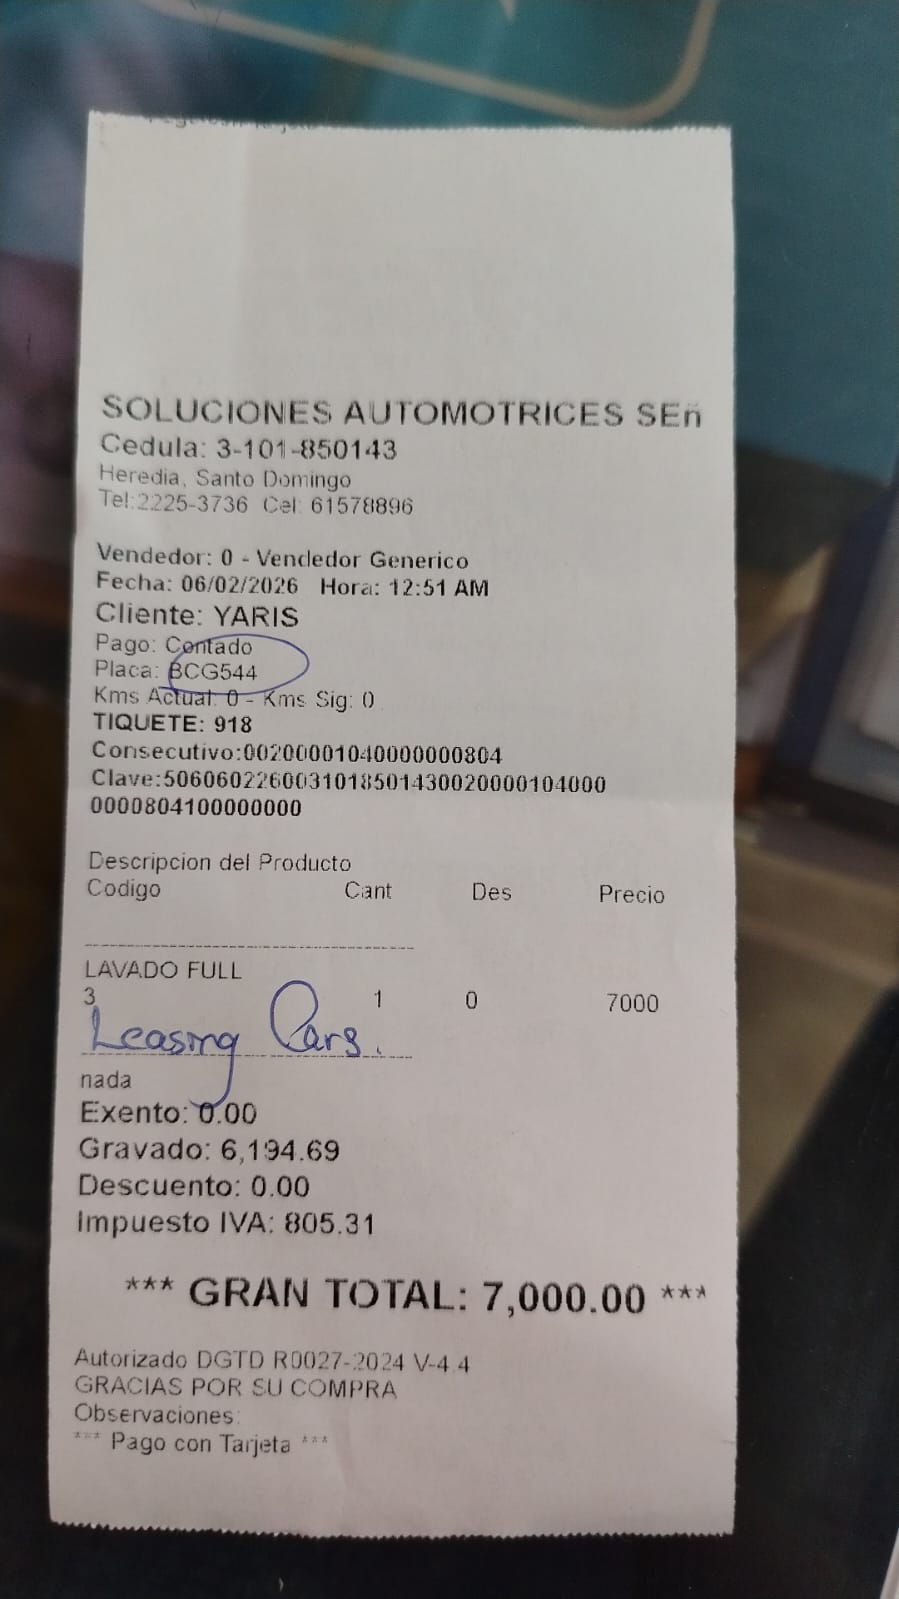 SOLUCIONES AUTOMOTRICES SEñ
Cedula: 3-101-850143
Heredia, Santo Domingo
Tel:2225-3736 Cel: 61578896
Vendedor: 0 - Vendedor Generico
Fecha: 06/02/2026 Hora: 12:51 AM
Cliente: YARIS
Pago: Contado
Placa: BCG544
Kms Actual: 0 - Kms Sig: 0
TIQUETE: 918
Consecutivo:00200001040000000804
Clave:5060602260031018501430020000104000
0000804100000000
Descripcion del Producto
Codigo Cant Des Precio
LAVADO FULL
3 1 0 7000
Leasing Cars.
nada
Exento: 0.00
Gravado: 6,194.69
Descuento: 0.00
Impuesto IVA: 805.31
*** GRAN TOTAL: 7,000.00 ***
Autorizado DGTD R0027-2024 V-4.4
GRACIAS POR SU COMPRA
Observaciones:
*** Pago con Tarjeta ***